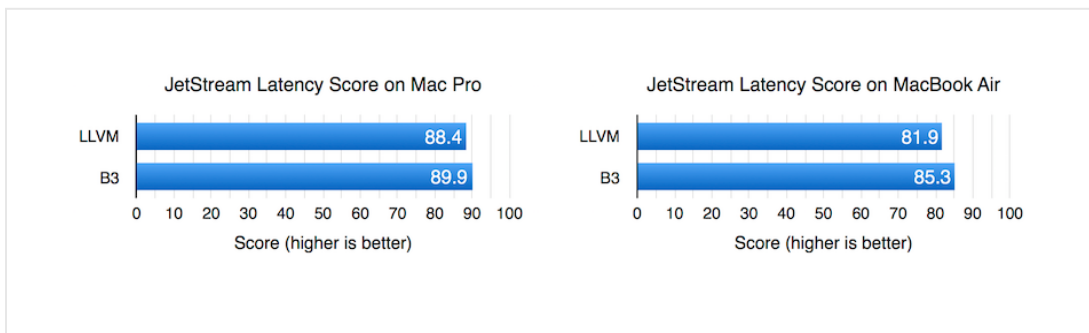 JetStream Latency Score on Mac Pro
LLVM 88.4
B3 89.9
0 10 20 30 40 50 60 70 80 90 100
Score (higher is better)
JetStream Latency Score on MacBook Air
LLVM 81.9
B3 85.3
0 10 20 30 40 50 60 70 80 90 100
Score (higher is better)